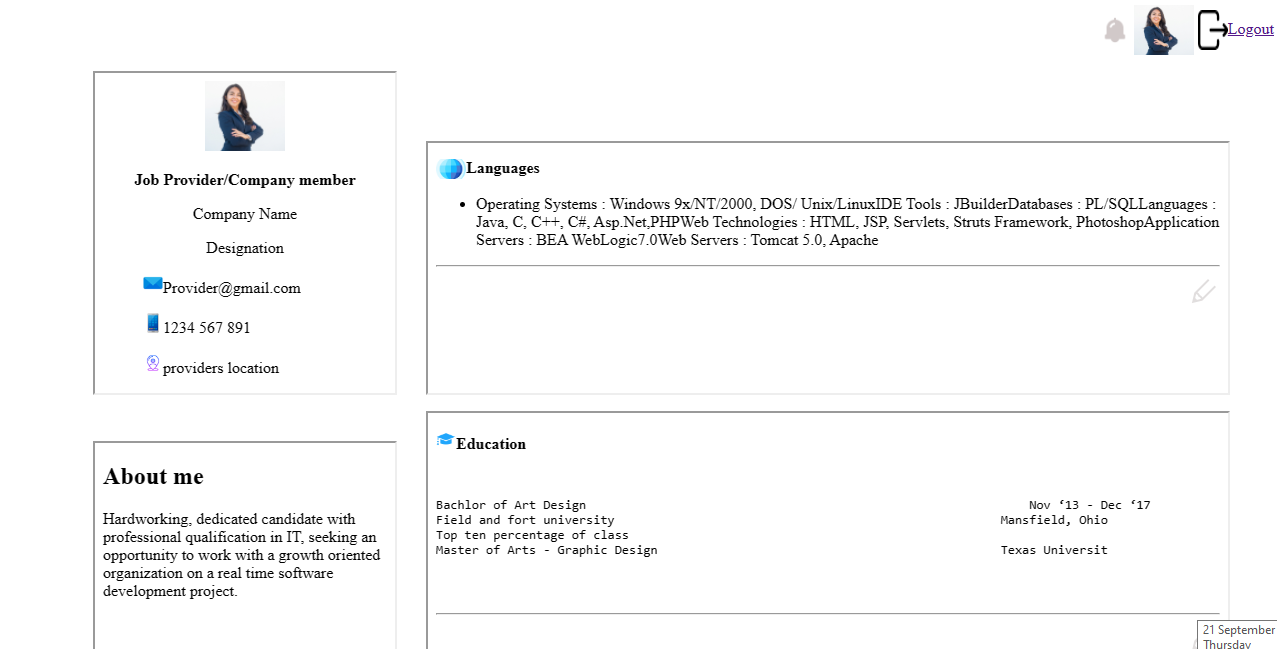 Logout
Job Provider/Company member
Company Name
Designation
Provider@gmail.com
1234 567 891
providers location
About me
Hardworking, dedicated candidate with
professional qualification in IT, seeking an
opportunity to work with a growth oriented
organization on a real time software
development project.
Languages
• Operating Systems : Windows 9x/NT/2000, DOS/ Unix/LinuxIDE Tools : JBuilderDatabases : PL/SQLLanguages :
Java, C, C++, C#, Asp.Net,PHPWeb Technologies : HTML, JSP, Servlets, Struts Framework, PhotoshopApplication
Servers : BEA WebLogic7.0Web Servers : Tomcat 5.0, Apache
Education
Bachlor of Art Design Nov ‘13 - Dec ‘17
Field and fort university Mansfield, Ohio
Top ten percentage of class
Master of Arts - Graphic Design Texas Universit
21 September
Thursday